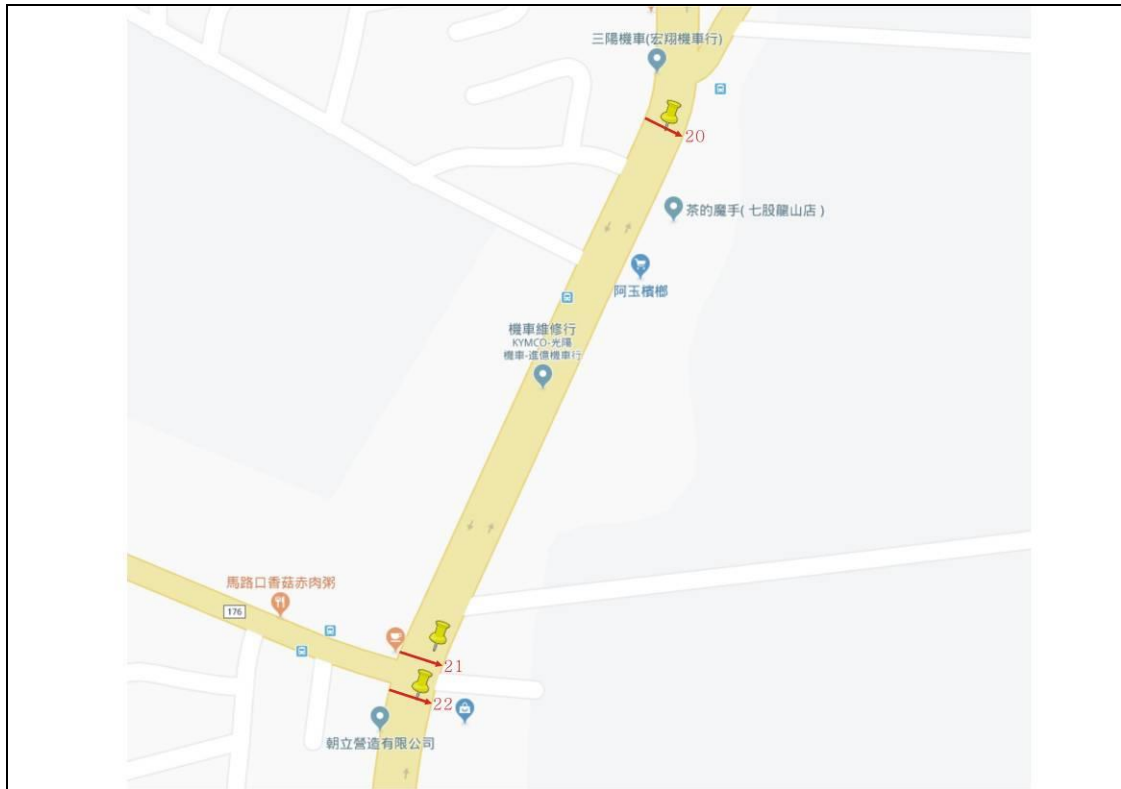 三陽機車(宏翔機車行)
20
茶的魔手( 七股龍山店 )
阿玉檳榔
機車維修行
KYMCO-光陽
機車-進億機車行
馬路口香菇赤肉粥
176
21
22
朝立營造有限公司